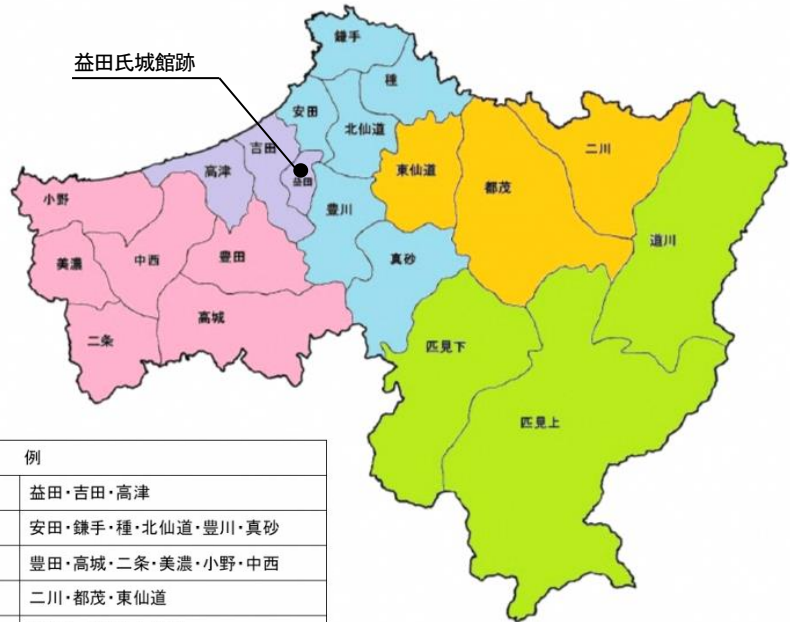 益田氏城館跡
鎌手
種
安田
北仙道
吉田
益田
高津
東仙道
二川
都茂
小野
豊川
道川
中西
豊田
真砂
美濃
高城
二条
匹見下
匹見上
例
益田・吉田・高津
安田・鎌手・種・北仙道・豊川・真砂
豊田・高城・二条・美濃・小野・中西
二川・都茂・東仙道